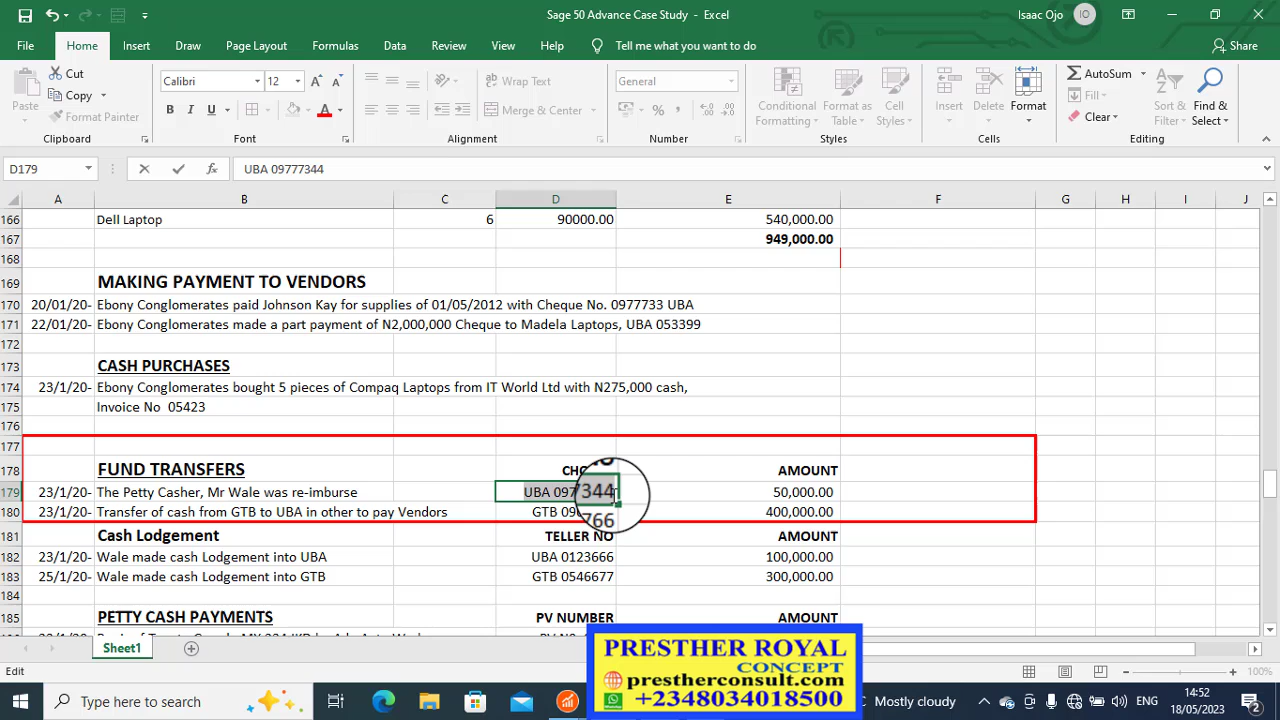 Sage 50 Advance Case Study - Excel
Isaac Ojo IO
File Home Insert Draw Page Layout Formulas Data Review View Help Tell me what you want to do Share
Paste Cut Copy Format Painter
Clipboard
Calibri 12
B I U
Font
Wrap Text
Merge & Center
Alignment
General
Number
Conditional Formatting Format as Table Cell Styles
Styles
Insert Delete Format
Cells
AutoSum Fill Clear Sort & Filter Find & Select
Editing
D179 UBA 09777344
A B C D E F G H I J
166 Dell Laptop 6 90000.00 540,000.00
167 949,000.00
168
169 MAKING PAYMENT TO VENDORS
170 20/01/20- Ebony Conglomerates paid Johnson Kay for supplies of 01/05/2012 with Cheque No. 0977733 UBA
171 22/01/20- Ebony Conglomerates made a part payment of N2,000,000 Cheque to Madela Laptops, UBA 053399
172
173 CASH PURCHASES
174 23/1/20- Ebony Conglomerates bought 5 pieces of Compaq Laptops from IT World Ltd with N275,000 cash,
175 Invoice No 05423
176
177
178 FUND TRANSFERS AMOUNT
179 23/1/20- The Petty Casher, Mr Wale was re-imburse UBA 097 7344 50,000.00
180 23/1/20- Transfer of cash from GTB to UBA in other to pay Vendors GTB 766 400,000.00
181 Cash Lodgement TELLER NO AMOUNT
182 23/1/20- Wale made cash Lodgement into UBA UBA 0123666 100,000.00
183 25/1/20- Wale made cash Lodgement into GTB GTB 0546677 300,000.00
184
185 PETTY CASH PAYMENTS PV NUMBER AMOUNT
Sheet1
Edit 100%
PRESTHER ROYAL
CONCEPT
prestherconsult.com
+2348034018500
Type here to search
Mostly cloudy ENG 14:52
18/05/2023 2